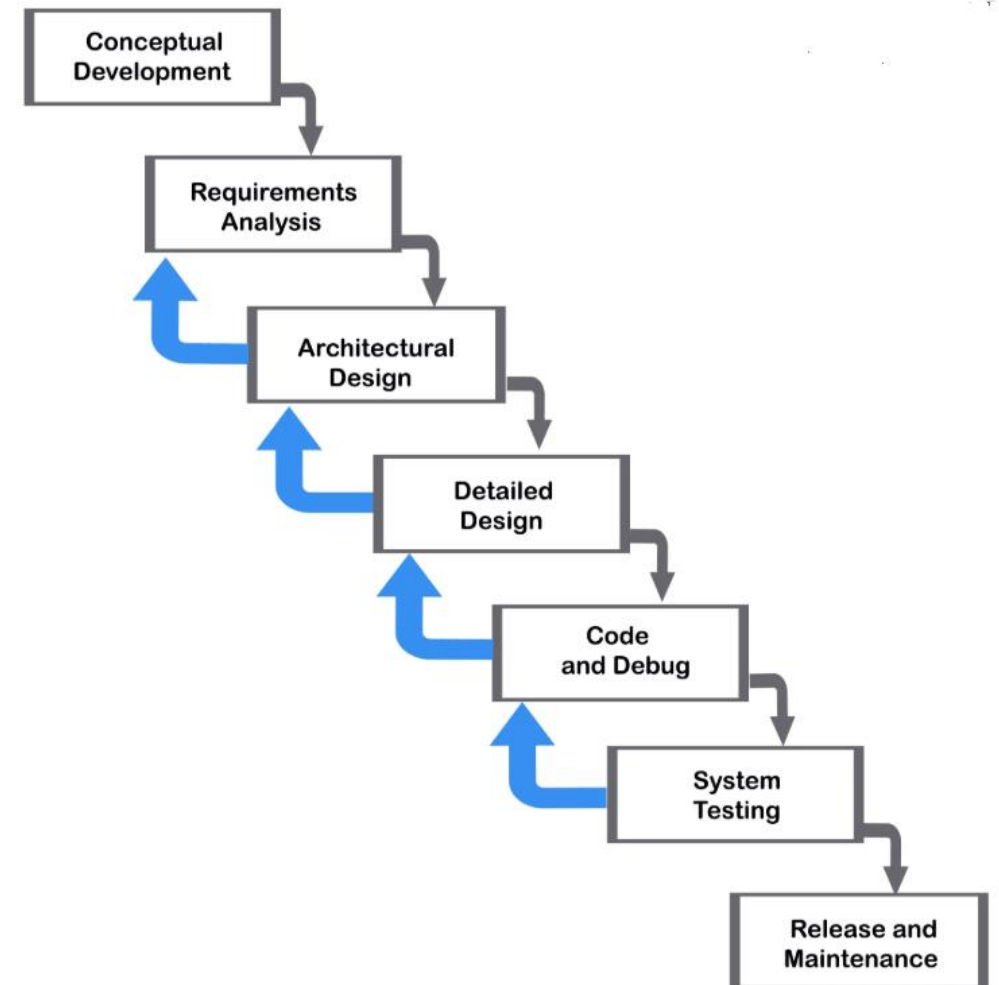 Conceptual
Development
Requirements
Analysis
Architectural
Design
Detailed
Design
Code
and Debug
System
Testing
Release and
Maintenance